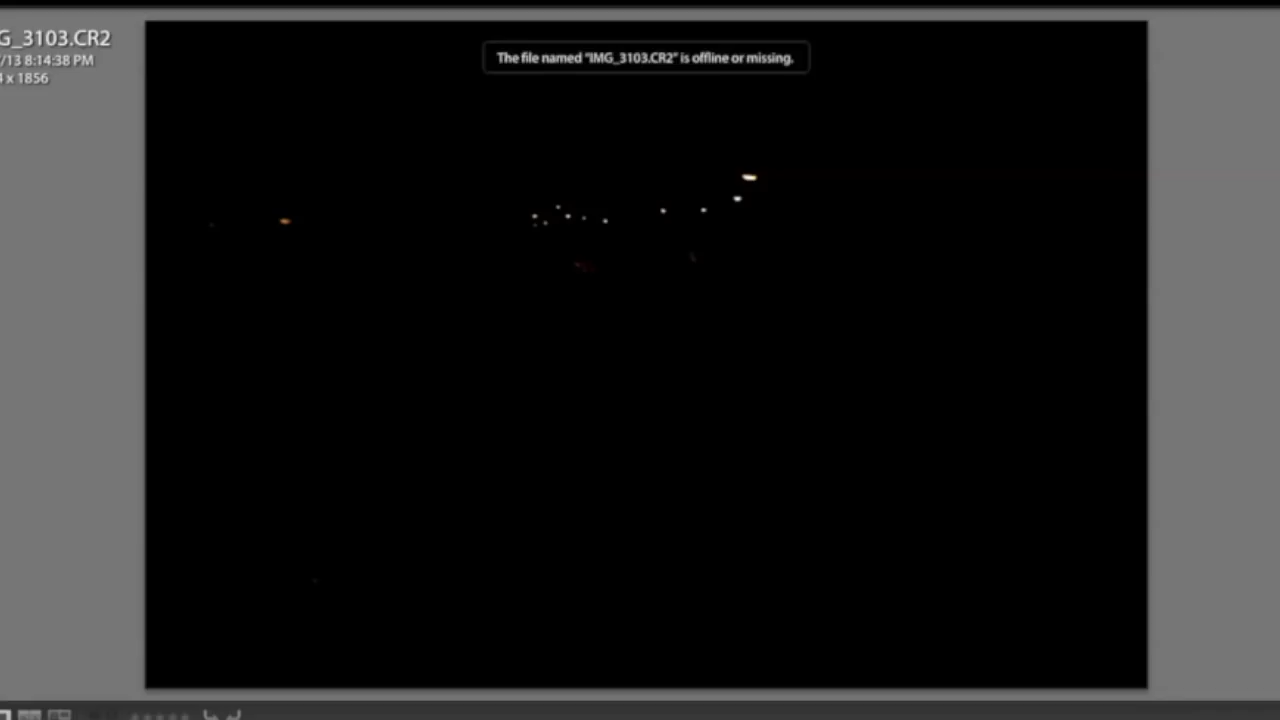 G_3103.CR2
/13 8:14:38 PM
x 1856
The file named "IMG_3103.CR2" is offline or missing.